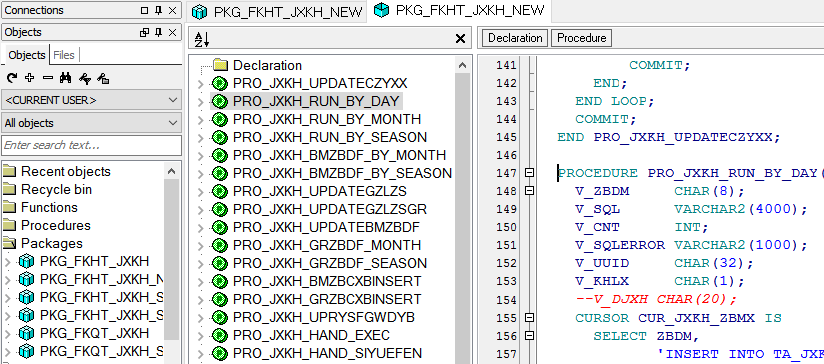 Connections
Objects
Objects Files
<CURRENT USER>
All objects
Enter search text...
Recent objects
Recycle bin
Functions
Procedures
Packages
PKG_FKHT_JXKH
PKG_FKHT_JXKH_N
PKG_FKHT_JXKH_S
PKG_FKQT_JXKH
PKG_FKQT_JXKH_S
PKG_FKHT_JXKH_NEW PKG_FKHT_JXKH_NEW
Declaration
PRO_JXKH_UPDATECZYXX
PRO_JXKH_RUN_BY_DAY
PRO_JXKH_RUN_BY_MONTH
PRO_JXKH_RUN_BY_SEASON
PRO_JXKH_BMZBDF_BY_MONTH
PRO_JXKH_BMZBDF_BY_SEASON
PRO_JXKH_UPDATEGZLZS
PRO_JXKH_UPDATEGZLZSGR
PRO_JXKH_UPDATEBMZBDF
PRO_JXKH_GRZBDF_MONTH
PRO_JXKH_GRZBDF_SEASON
PRO_JXKH_BMZBCXBINSERT
PRO_JXKH_GRZBCXBINSERT
PRO_JXKH_UPRYSFGWDYB
PRO_JXKH_HAND_EXEC
PRO_JXKH_HAND_SIYUEFEN
Declaration Procedure
141 COMMIT;
142 END;
143 END LOOP;
144 COMMIT;
145 END PRO_JXKH_UPDATECZYXX;
146
147 PROCEDURE PRO_JXKH_RUN_BY_DAY(
148 V_ZBDM CHAR(8);
149 V_SQL VARCHAR2(4000);
150 V_CNT INT;
151 V_SQLERROR VARCHAR2(1000);
152 V_UUID CHAR(32);
153 V_KHLX CHAR(1);
154 --V_DJXH CHAR(20);
155 CURSOR CUR_JXKH_ZBMX IS
156 SELECT ZBDM,
157 'INSERT INTO TA_JXK